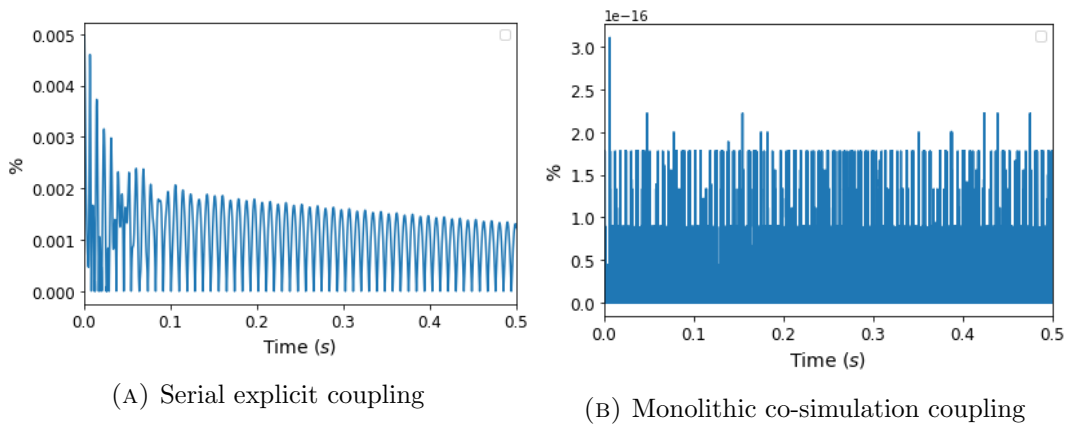 0.005
0.004
0.003
0.002
0.001
0.000
%
0.0 0.1 0.2 0.3 0.4 0.5
Time (s)
(A) Serial explicit coupling
1e−16
3.0
2.5
2.0
1.5
1.0
0.5
0.0
%
0.0 0.1 0.2 0.3 0.4 0.5
Time (s)
(B) Monolithic co-simulation coupling